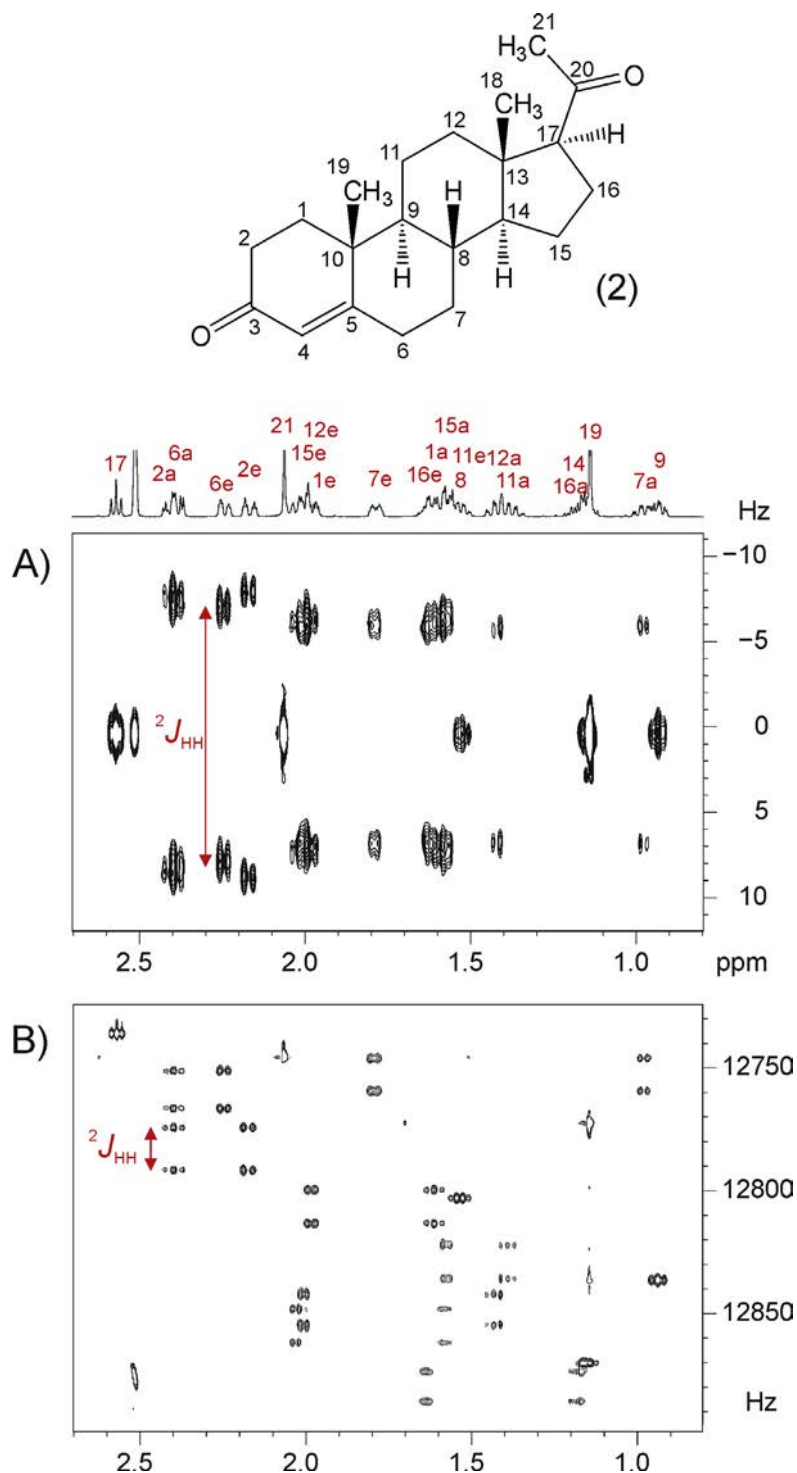 21
H₃C
20
O
18
CH₃
12
17
H
11
19
CH₃
H
13
16
1
9
14
2
10
8
15
H
H
(2)
O
3
5
7
4
6
19
21
12e
15a
6a
15e
1a
11e
12a
14
17
2a
2e
1e
7e
16e
8
11a
16a
9
6e
7a
Hz
A)
−10
−5
²J_HH
0
5
10
2.5
2.0
1.5
1.0
ppm
B)
12750
²J_HH
12800
12850
Hz
2.5
2.0
1.5
1.0